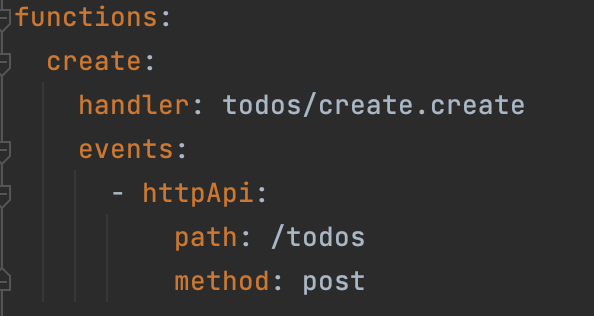 functions:
  create:
    handler: todos/create.create
    events:
      - httpApi:
          path: /todos
          method: post